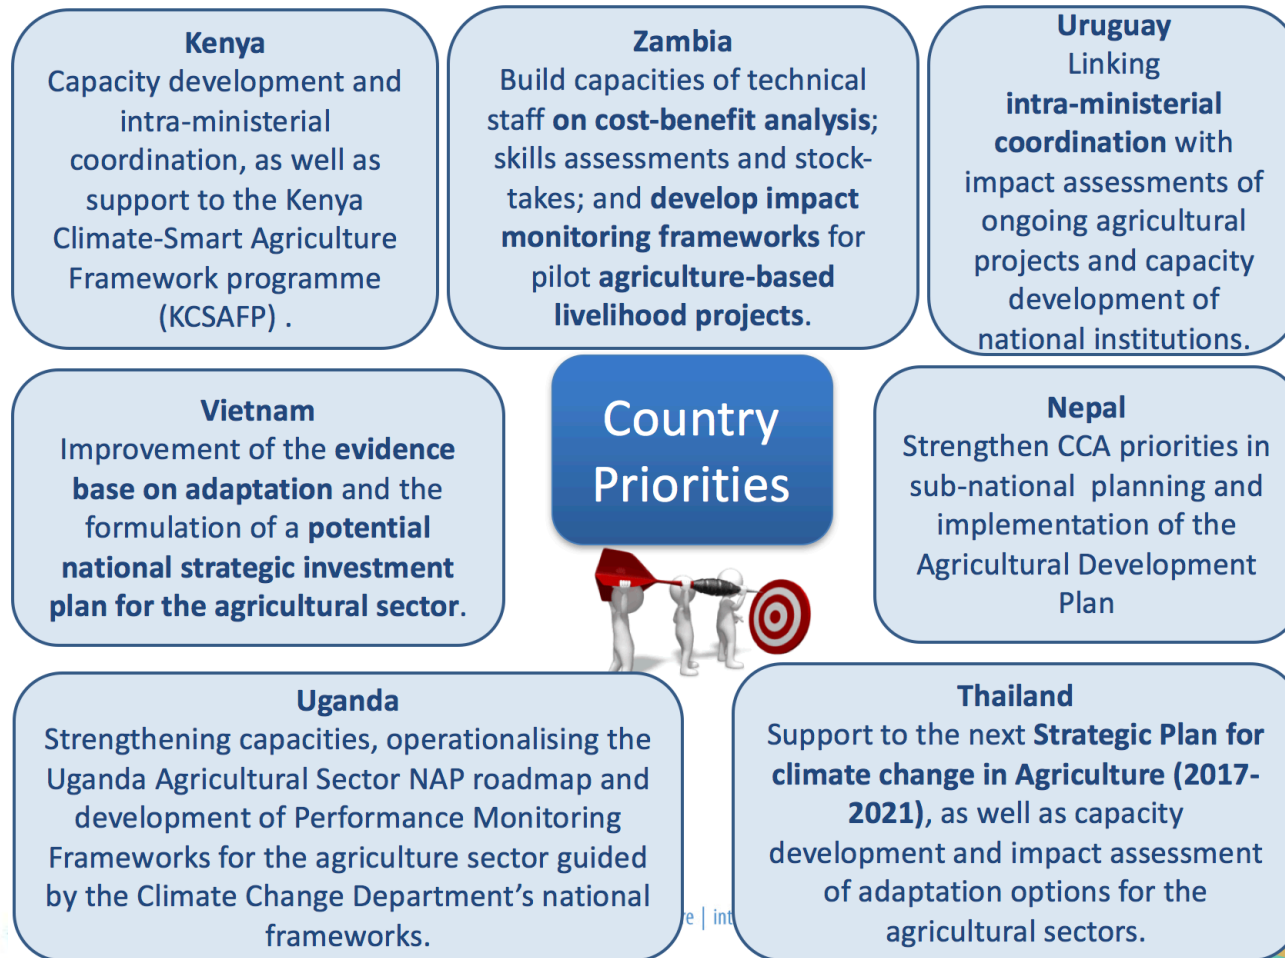 Kenya
Capacity development and
intra-ministerial
coordination, as well as
support to the Kenya
Climate-Smart Agriculture
Framework programme
(KCSAFP) .
Zambia
Build capacities of technical
staff on cost-benefit analysis;
skills assessments and stock-
takes; and develop impact
monitoring frameworks for
pilot agriculture-based
livelihood projects.
Uruguay
Linking
intra-ministerial
coordination with
impact assessments of
ongoing agricultural
projects and capacity
development of
national institutions.
Vietnam
Improvement of the evidence
base on adaptation and the
formulation of a potential
national strategic investment
plan for the agricultural sector.
Country
Priorities
Nepal
Strengthen CCA priorities in
sub-national planning and
implementation of the
Agricultural Development
Plan
Uganda
Strengthening capacities, operationalising the
Uganda Agricultural Sector NAP roadmap and
development of Performance Monitoring
Frameworks for the agriculture sector guided
by the Climate Change Department’s national
frameworks.
Thailand
Support to the next Strategic Plan for
climate change in Agriculture (2017-
2021), as well as capacity
development and impact assessment
of adaptation options for the
agricultural sectors.
re | int